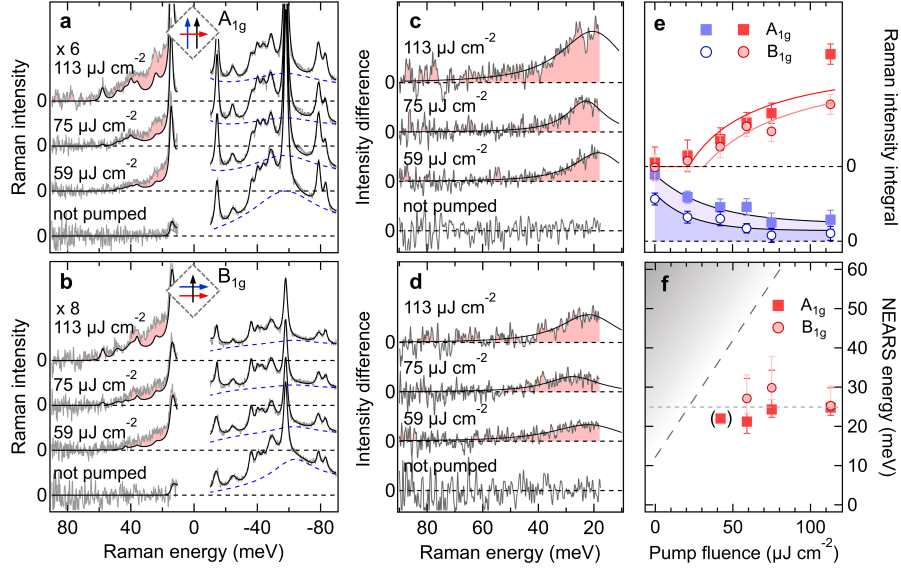 a
A1g
x 6
113 µJ cm-2
0
75 µJ cm-2
0
59 µJ cm-2
0
not pumped
0
Raman intensity
b
B1g
x 8
113 µJ cm-2
0
75 µJ cm-2
0
59 µJ cm-2
0
not pumped
0
Raman intensity
80 40 0 -40 -80
Raman energy (meV)
c
113 µJ cm-2
0
75 µJ cm-2
0
59 µJ cm-2
0
not pumped
0
Intensity difference
d
113 µJ cm-2
0
75 µJ cm-2
0
59 µJ cm-2
0
not pumped
0
Intensity difference
80 60 40 20
Raman energy (meV)
e
A1g
B1g
0
0
Raman intensity integral
f
A1g
B1g
( )
60
50
40
30
20
10
0
NEARS energy (meV)
0 40 80 120
Pump fluence (µJ cm-2)